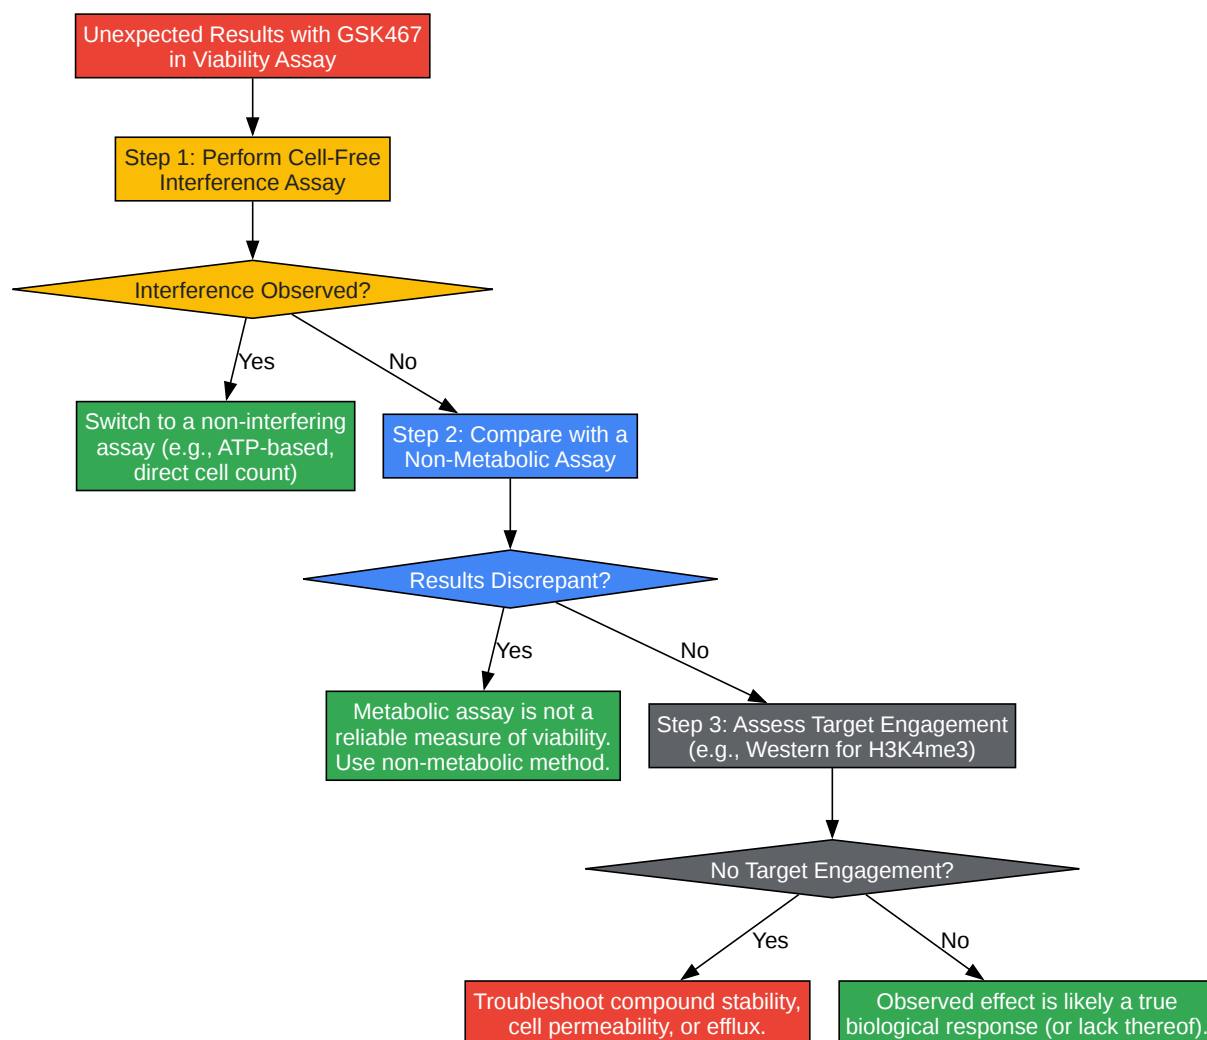 Unexpected Results with GSK467
in Viability Assay
Step 1: Perform Cell-Free
Interference Assay
Interference Observed?
Yes
No
Switch to a non-interfering
assay (e.g., ATP-based,
direct cell count)
Step 2: Compare with a
Non-Metabolic Assay
Results Discrepant?
Yes
No
Metabolic assay is not a
reliable measure of viability.
Use non-metabolic method.
Step 3: Assess Target Engagement
(e.g., Western for H3K4me3)
No Target Engagement?
Yes
No
Troubleshoot compound stability,
cell permeability, or efflux.
Observed effect is likely a true
biological response (or lack thereof).